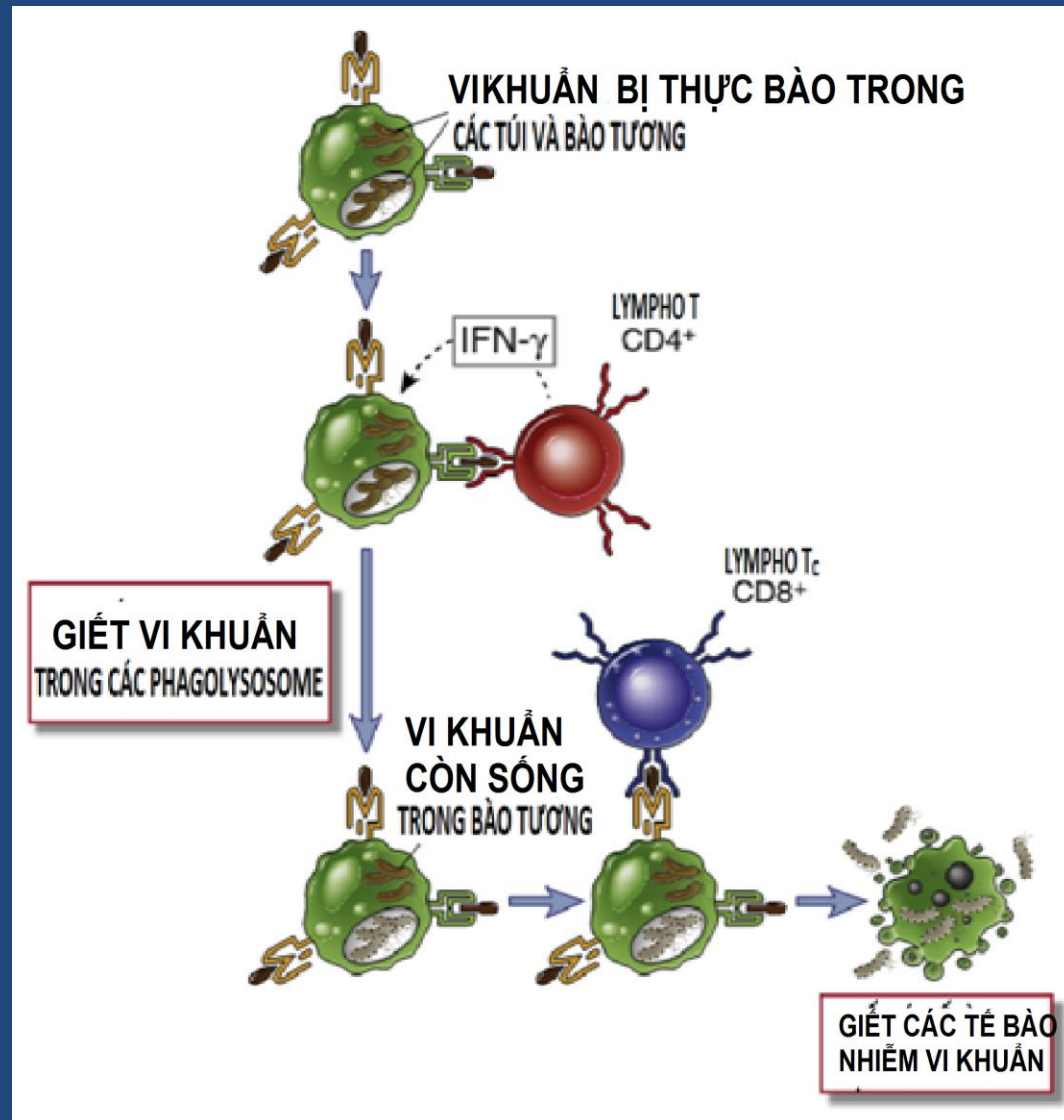 VIKHUẨN BỊ THỰC BÀO TRONG
CÁC TÚI VÀ BÀO TƯƠNG
IFN-γ
LYMPHO T
CD4+
LYMPHO Tc
CD8+
GIẾT VI KHUẨN
TRONG CÁC PHAGOLYSOSOME
VI KHUẨN
CÒN SỐNG
TRONG BÀO TƯƠNG
GIẾT CÁC TẾ BÀO
NHIỄM VI KHUẨN